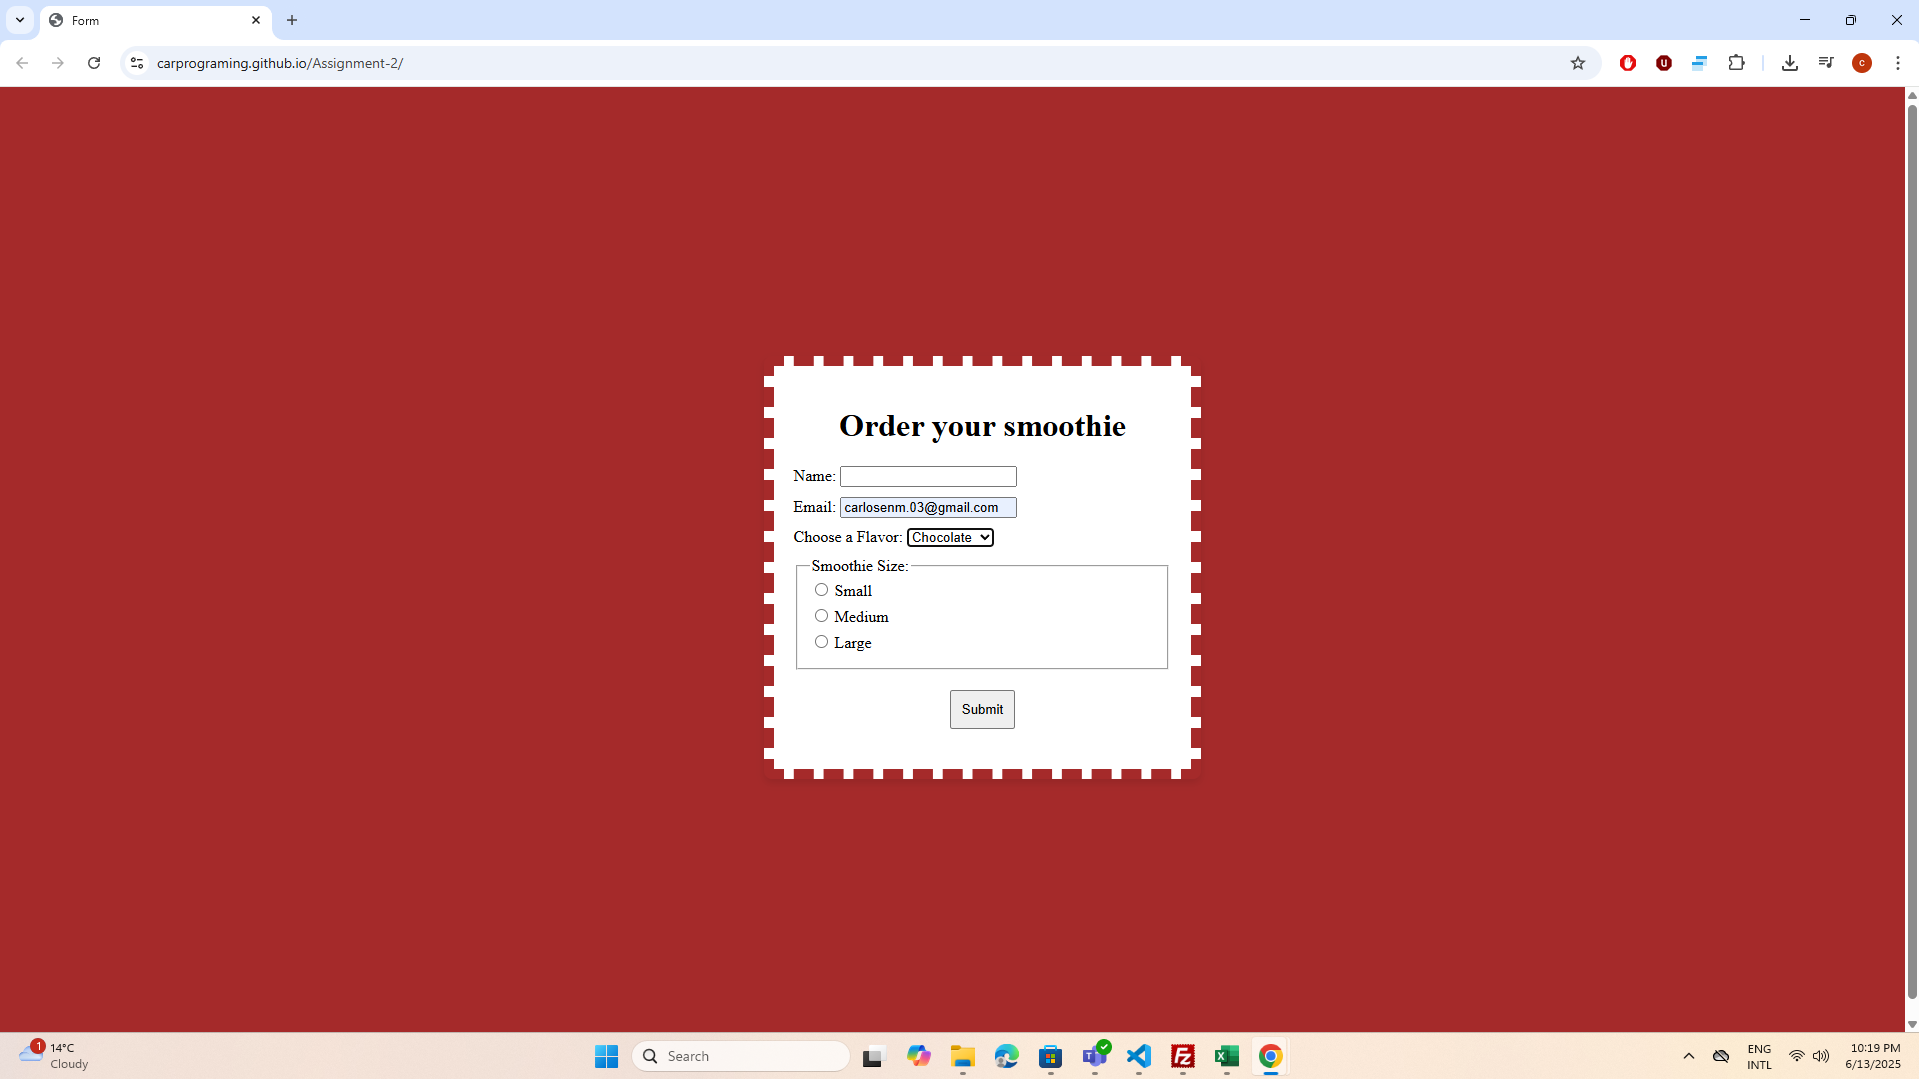 Form
carprograming.github.io/Assignment-2/
c
Order your smoothie
Name:
Email: carlosenm.03@gmail.com
Choose a Flavor: Chocolate
Smoothie Size:
Small
Medium
Large
Submit
1
14°C
Cloudy
Search
ENG
INTL
10:19 PM
6/13/2025